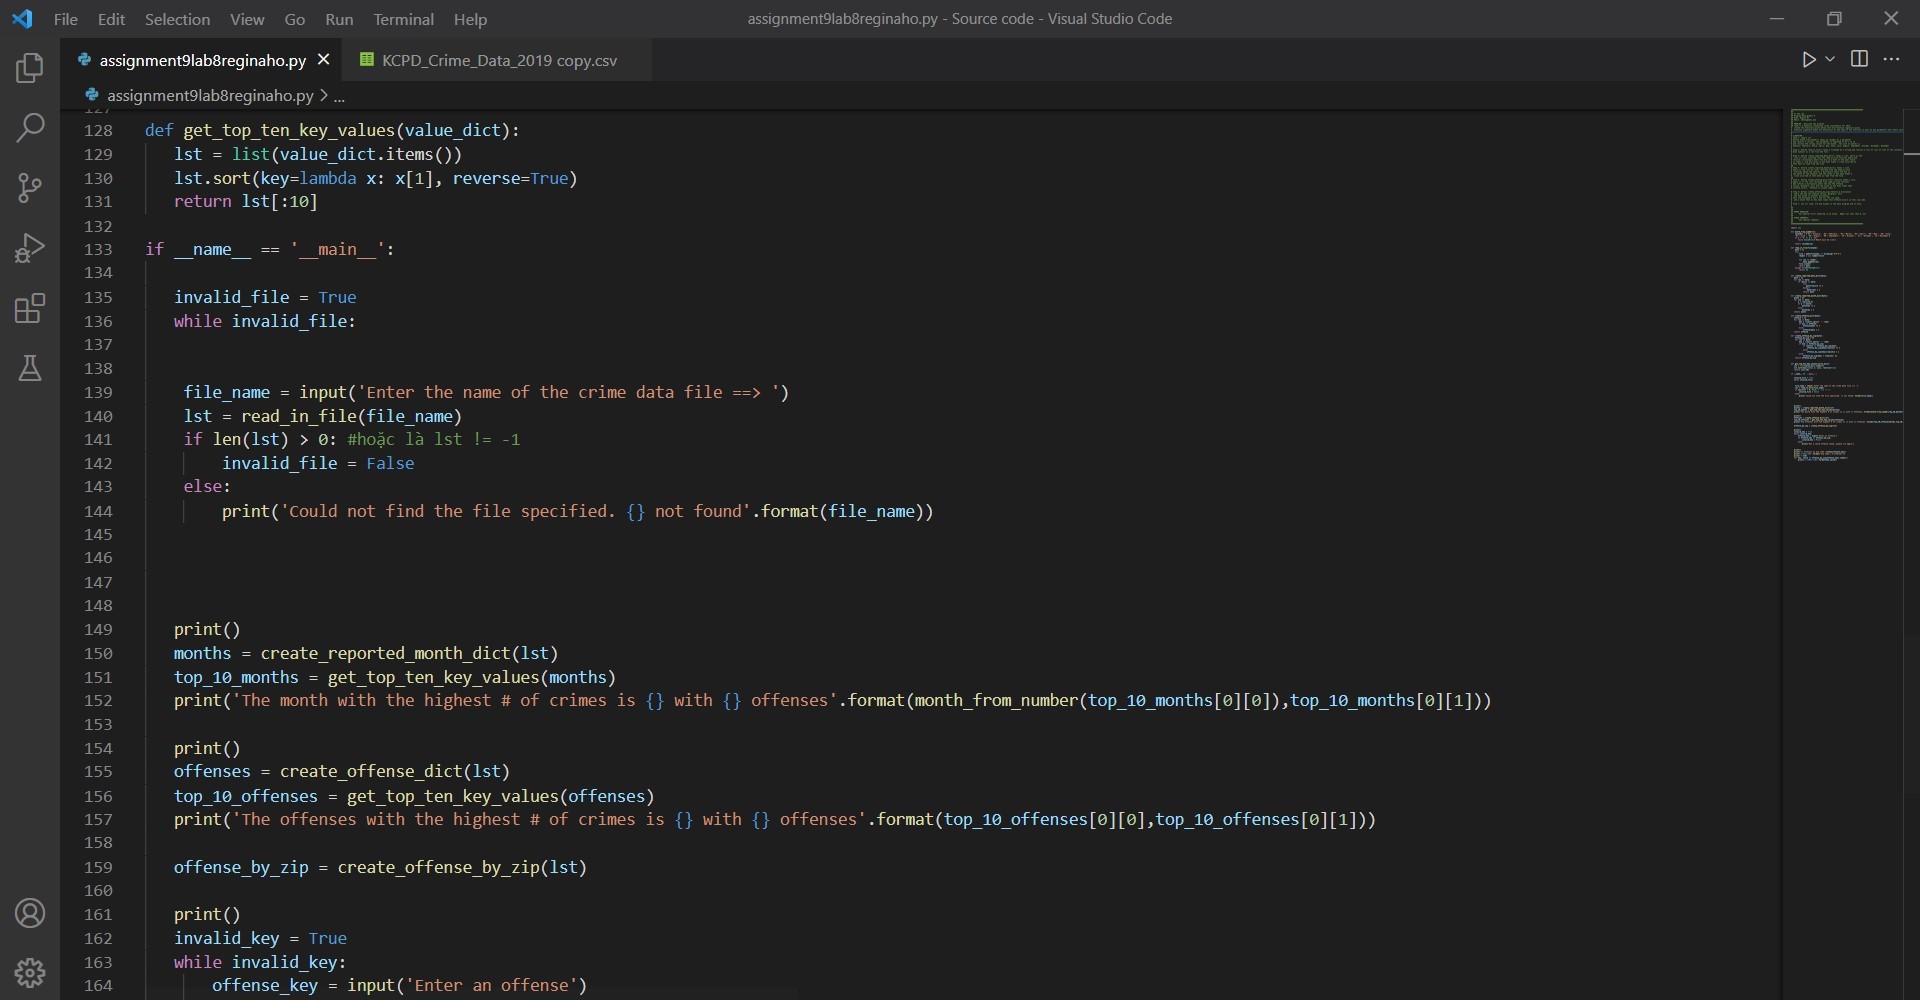 File Edit Selection View Go Run Terminal Help
assignment9lab8reginaho.py - Source code - Visual Studio Code
assignment9lab8reginaho.py KCPD_Crime_Data_2019 copy.csv
assignment9lab8reginaho.py > ...
127
128 def get_top_ten_key_values(value_dict):
129 lst = list(value_dict.items())
130 lst.sort(key=lambda x: x[1], reverse=True)
131 return lst[:10]
132
133 if __name__ == '__main__':
134
135 invalid_file = True
136 while invalid_file:
137
138
139 file_name = input('Enter the name of the crime data file ==> ')
140 lst = read_in_file(file_name)
141 if len(lst) > 0: #hoặc là lst != -1
142 invalid_file = False
143 else:
144 print('Could not find the file specified. {} not found'.format(file_name))
145
146
147
148
149 print()
150 months = create_reported_month_dict(lst)
151 top_10_months = get_top_ten_key_values(months)
152 print('The month with the highest # of crimes is {} with {} offenses'.format(month_from_number(top_10_months[0][0]),top_10_months[0][1]))
153
154 print()
155 offenses = create_offense_dict(lst)
156 top_10_offenses = get_top_ten_key_values(offenses)
157 print('The offenses with the highest # of crimes is {} with {} offenses'.format(top_10_offenses[0][0],top_10_offenses[0][1]))
158
159 offense_by_zip = create_offense_by_zip(lst)
160
161 print()
162 invalid_key = True
163 while invalid_key:
164 offense_key = input('Enter an offense')